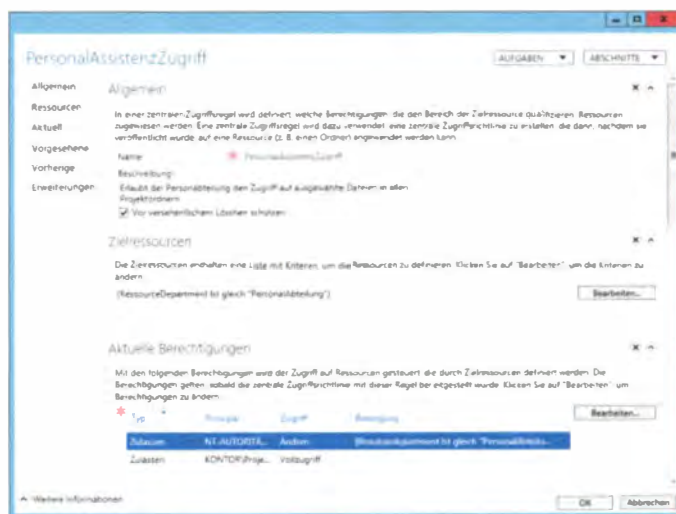 PersonalAssistenzZugriff
AUFGABEN
ABSCHNITTE
Allgemein
Ressourcen
Aktuell
Vorgesehene
Vorherige
Erweiterungen
Allgemein
In einer zentralen Zugriffsregel wird definiert welche Berechtigungen, die den Bereich der Zielressource qualifizieren, Ressourcen
zugewiesen werden. Eine zentrale Zugriffsregel wird dazu verwendet, eine zentrale Zugriffsrichtlinie zu erstellen, die dann, nachdem sie
veröffentlicht wurde, auf eine Ressource (z. B. einen Ordner) angewendet werden kann.
Name:
Beschreibung:
Erlaubt der Personalabteilung den Zugriff auf ausgewählte Dateien in allen
Projektordnern
Vor versehentlichem Löschen schützen
Zielressourcen
Die Zielressourcen enthalten eine Liste mit Kriterien, um die Ressourcen zu definieren. Klicken Sie auf "Bearbeiten", um die Kriterien zu
ändern.
(RessourceDepartment Ist gleich "PersonalAbteilung")
Bearbeiten...
Aktuelle Berechtigungen
Mit den folgenden Berechtigungen wird der Zugriff auf Ressourcen gesteuert, die durch Zielressourcen definiert werden. Die
Berechtigungen gelten, sobald die zentrale Zugriffsrichtlinie mit dieser Regel bereitgestellt wurde. Klicken Sie auf "Bearbeiten", um
Berechtigungen zu ändern.
Bearbeiten...
Typ Prinzipal Zugriff Bedingung
Zulassen NT-AUTORITÄ... Ändern
Zulassen KONTOR\Proje... Vollzugriff
Weitere Informationen
OK
Abbrechen